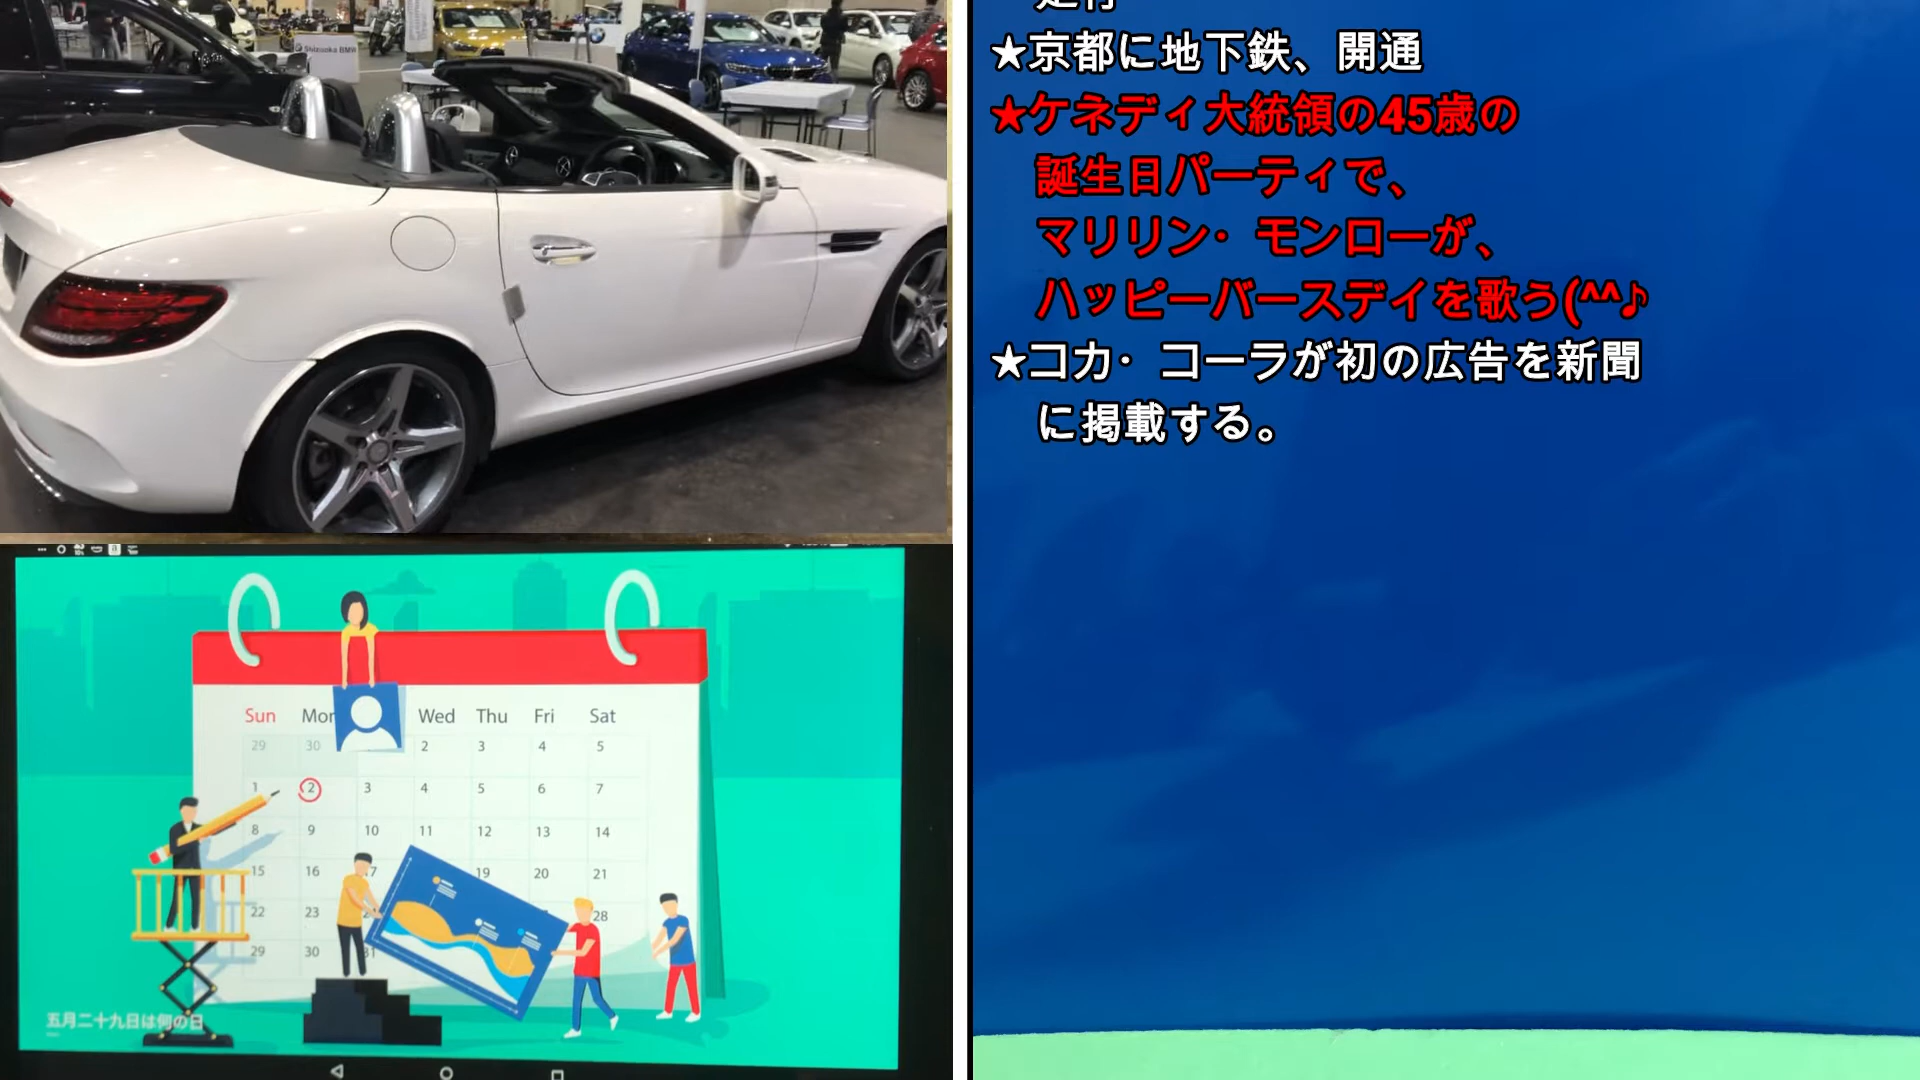 Shizuoka BMW
★京都に地下鉄、開通
★ケネディ大統領の45歳の
誕生日パーティで、
マリリン・モンローが、
ハッピーバースデイを歌う(^^♪
★コカ・コーラが初の広告を新聞
に掲載する。
Sun Mon Wed Thu Fri Sat
29 30 2 3 4 5
1 2 3 4 5 6 7
8 9 10 11 12 13 14
15 16 17 19 20 21
22 23 28
29 30 31
五月二十九日は何の日